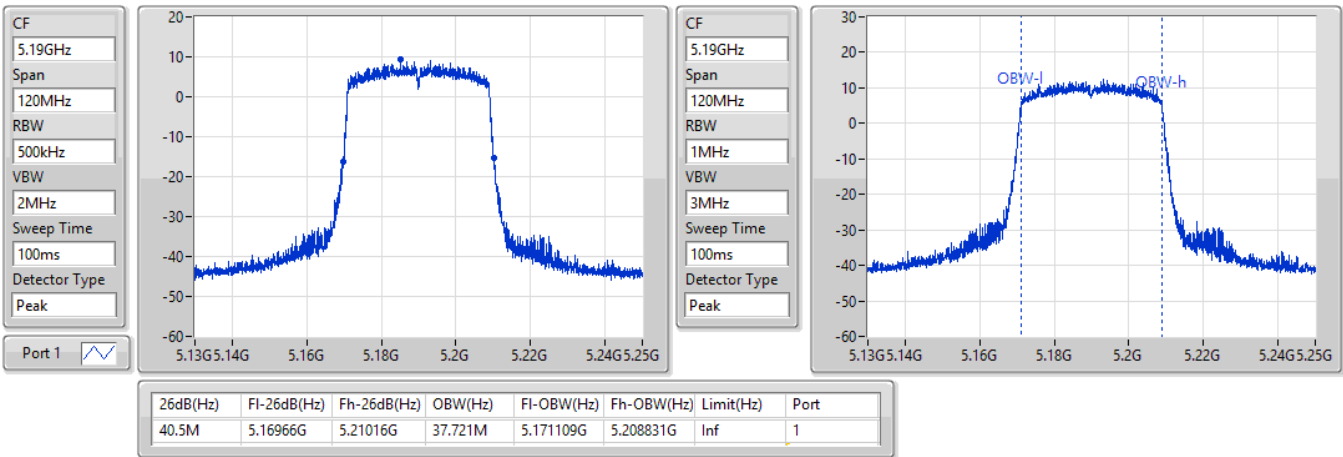 CF
5.19GHz
Span
120MHz
RBW
500kHz
VBW
2MHz
Sweep Time
100ms
Detector Type
Peak
Port 1
20
10
0
-10
-20
-30
-40
-50
-60
5.13G 5.14G 5.16G 5.18G 5.2G 5.22G 5.24G 5.25G
CF
5.19GHz
Span
120MHz
RBW
1MHz
VBW
3MHz
Sweep Time
100ms
Detector Type
Peak
30
20
10
0
-10
-20
-30
-40
-50
-60
OBW-l OBW-h
5.13G 5.14G 5.16G 5.18G 5.2G 5.22G 5.24G 5.25G
26dB(Hz) Fl-26dB(Hz) Fh-26dB(Hz) OBW(Hz) Fl-OBW(Hz) Fh-OBW(Hz) Limit(Hz) Port
40.5M 5.16966G 5.21016G 37.721M 5.171109G 5.208831G Inf 1